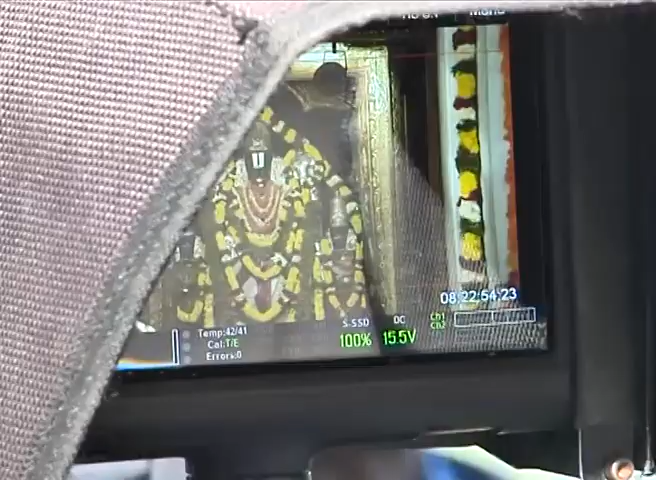 08:22:54:23
Temp:42/41
Cal:T/E
Errors:0
S-SSD
100%
DC
15.5V
Ch1
Ch2